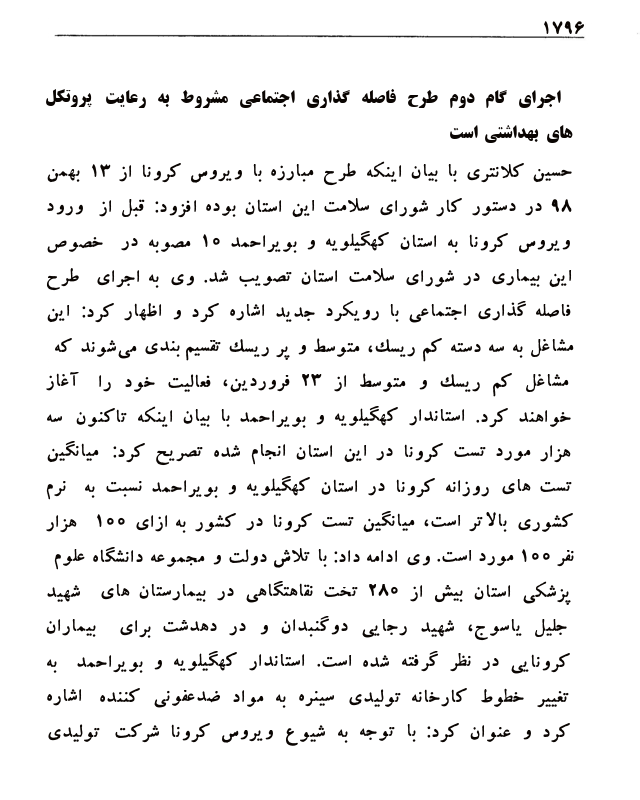 ۱۷۹۶
اجرای گام دوم طرح فاصله گذاری اجتماعی مشروط به رعایت پروتکل
های بهداشتی است
حسین کلانتری با بیان اینکه طرح مبارزه با ویروس کرونا از ۱۳ بهمن
۹۸ در دستور کار شورای سلامت این استان بوده افزود: قبل از ورود
ویروس کرونا به استان کهگیلویه و بویراحمد ۱۰ مصوبه در خصوص
این بیماری در شورای سلامت استان تصویب شد. وی به اجرای طرح
فاصله گذاری اجتماعی با رویکرد جدید اشاره کرد و اظهار کرد: این
مشاغل به سه دسته کم ریسك، متوسط و پر ریسك تقسیم بندی می‌شوند که
مشاغل کم ریسك و متوسط از ۲۳ فروردین، فعالیت خود را آغاز
خواهند کرد. استاندار کهگیلویه و بویراحمد با بیان اینکه تاکنون سه
هزار مورد تست کرونا در این استان انجام شده تصریح کرد: میانگین
تست های روزانه کرونا در استان کهگیلویه و بویراحمد نسبت به نرم
کشوری بالاتر است، میانگین تست کرونا در کشور به ازای ۱۰۰ هزار
نفر ۱۰۰ مورد است. وی ادامه داد: با تلاش دولت و مجموعه دانشگاه علوم
پزشکی استان بیش از ۲۸۰ تخت نقاهتگاهی در بیمارستان های شهید
جلیل یاسوج، شهید رجایی دوگنبدان و در دهدشت برای بیماران
کرونایی در نظر گرفته شده است. استاندار کهگیلویه و بویراحمد به
تغییر خطوط کارخانه تولیدی سینره به مواد ضدعفونی کننده اشاره
کرد و عنوان کرد: با توجه به شیوع ویروس کرونا شرکت تولیدی